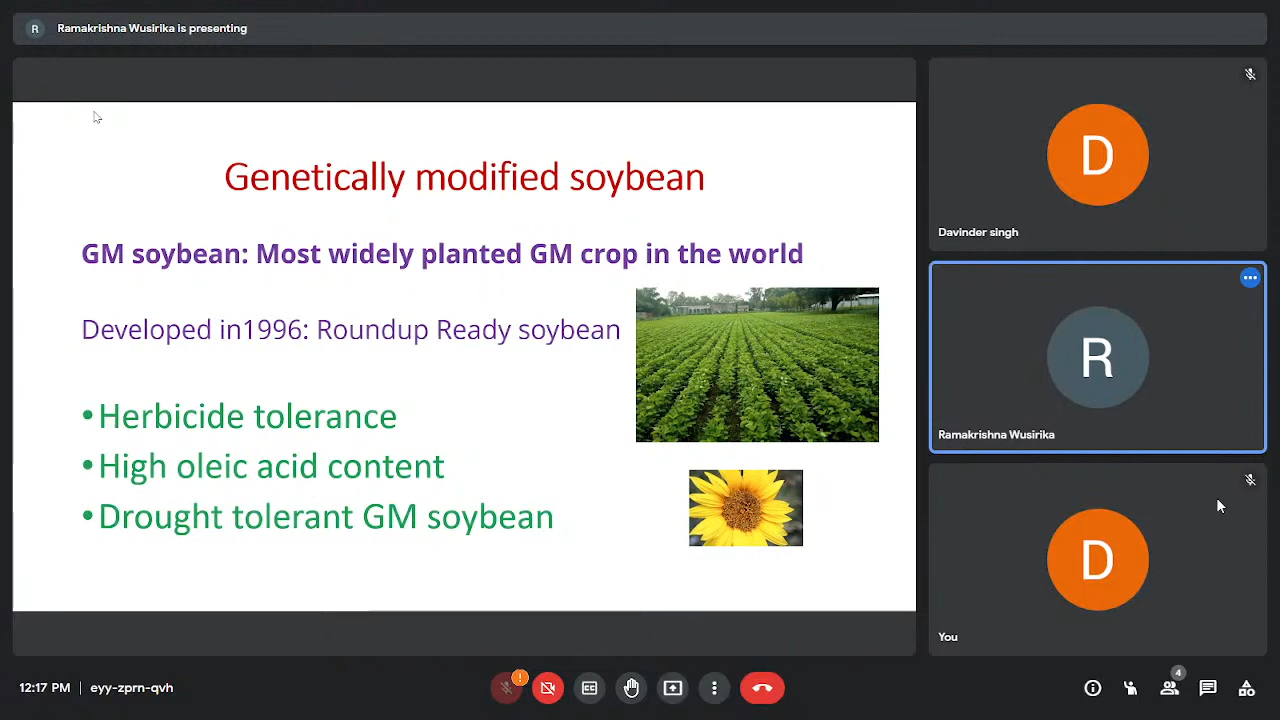 R Ramakrishna Wusirika is presenting
Genetically modified soybean
GM soybean: Most widely planted GM crop in the world
Developed in1996: Roundup Ready soybean
•Herbicide tolerance
•High oleic acid content
•Drought tolerant GM soybean
D
Davinder singh
R
Ramakrishna Wusirika
D
You
12:17 PM | eyy-zprn-qvh
!
CC
4